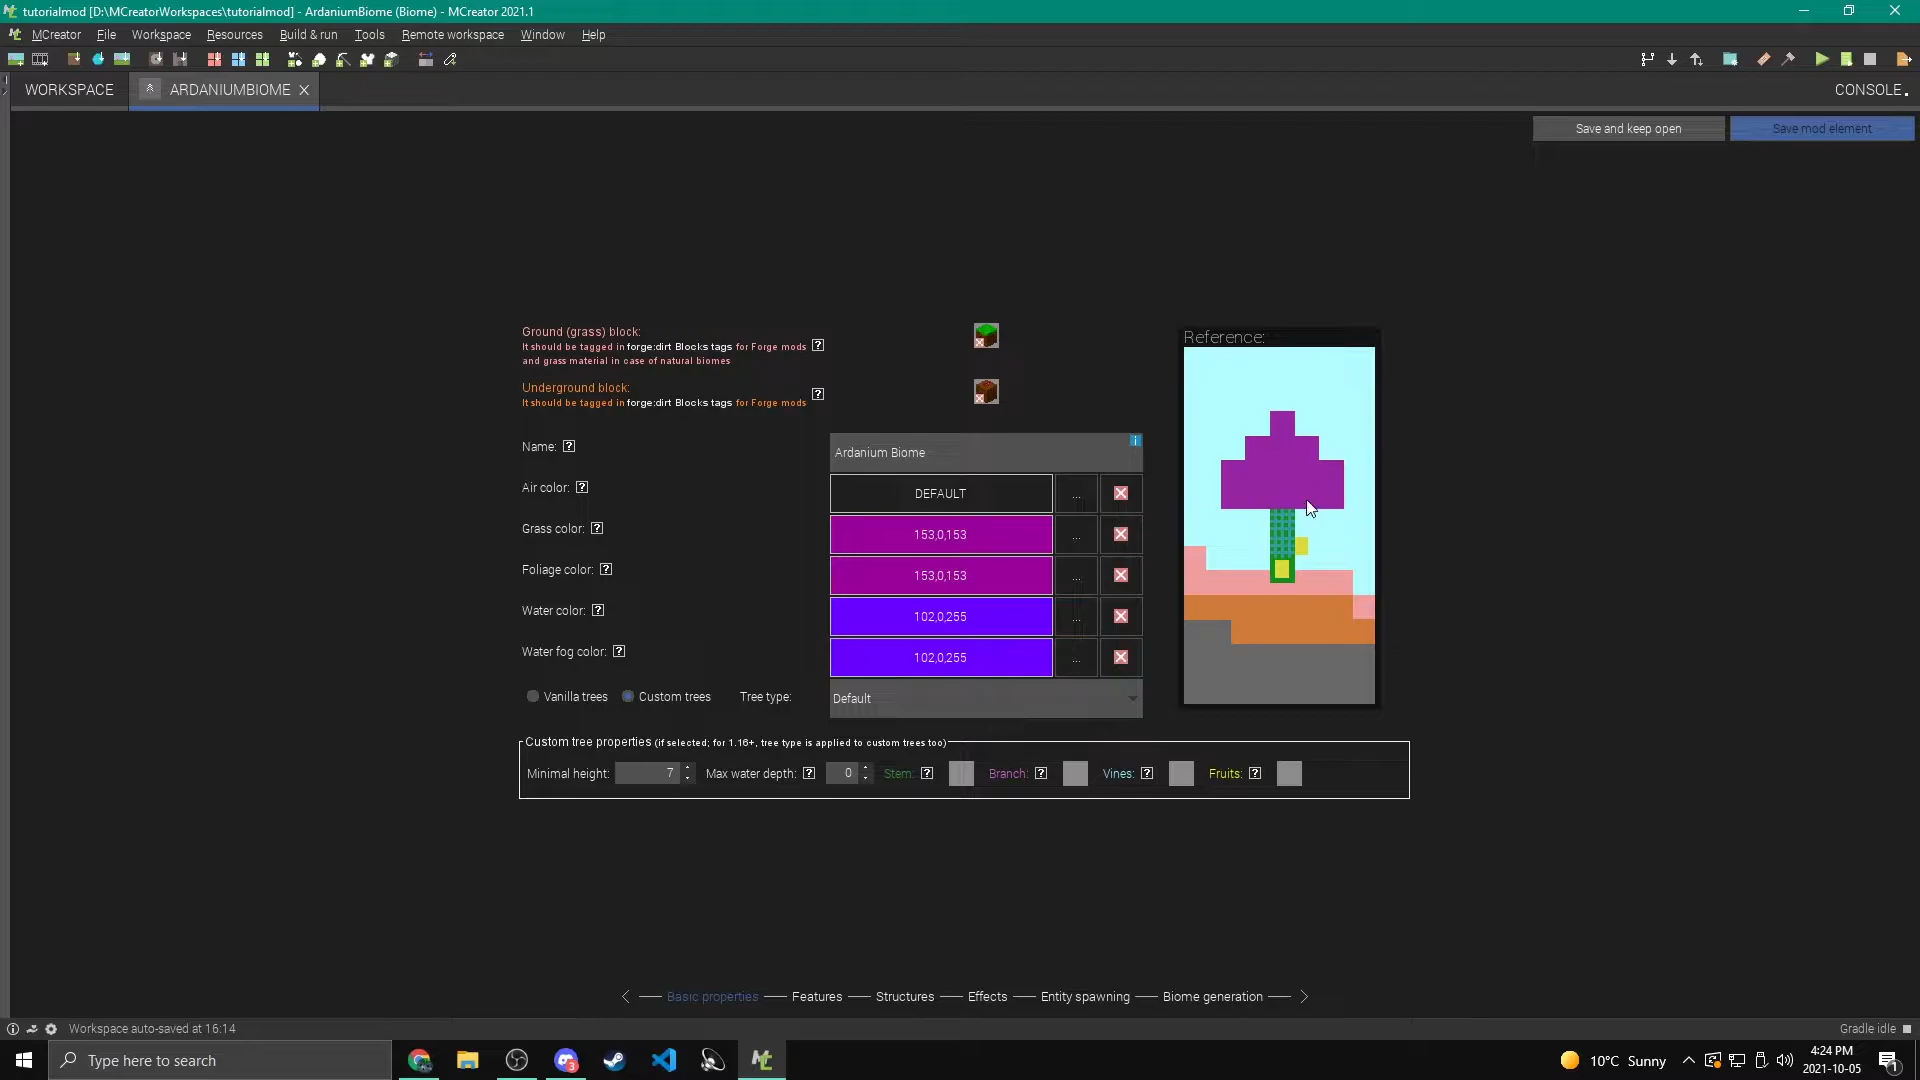 tutorialmod [D:\MCreatorWorkspaces\tutorialmod] - ArdaniumBiome (Biome) - MCreator 2021.1
MCreator File Workspace Resources Build & run Tools Remote workspace Window Help
WORKSPACE ARDANIUMBIOME CONSOLE
Save and keep open Save mod element
Ground (grass) block:
It should be tagged in forge:dirt Blocks tags for Forge mods
and grass material in case of natural biomes
Reference:
Underground block:
It should be tagged in forge:dirt Blocks tags for Forge mods
Name: ? Ardanium Biome
Air color: ? DEFAULT ...
Grass color: ? 153,0,153 ...
Foliage color: ? 153,0,153 ...
Water color: ? 102,0,255 ...
Water fog color: ? 102,0,255 ...
Vanilla trees Custom trees Tree type: Default
Custom tree properties (if selected; for 1.16+, tree type is applied to custom trees too)
Minimal height: 7 Max water depth: ? 0 Stem: ? Branch: ? Vines: ? Fruits: ?
Basic properties Features Structures Effects Entity spawning Biome generation
Workspace auto-saved at 16:14 Gradle idle
Type here to search 10°C Sunny 4:24 PM
2021-10-05